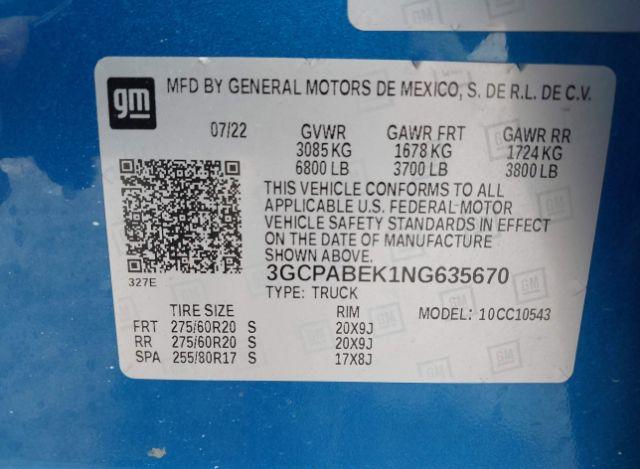 gm
MFD BY GENERAL MOTORS DE MEXICO, S. DE R.L. DE C.V.
07/22 GVWR GAWR FRT GAWR RR
3085 KG 1678 KG 1724 KG
6800 LB 3700 LB 3800 LB
THIS VEHICLE CONFORMS TO ALL
APPLICABLE U.S. FEDERAL MOTOR
VEHICLE SAFETY STANDARDS IN EFFECT
ON THE DATE OF MANUFACTURE
SHOWN ABOVE.
327E
3GCPABEK1NG635670
TYPE: TRUCK
TIRE SIZE RIM MODEL: 10CC10543
FRT 275/60R20 S 20X9J
RR 275/60R20 S 20X9J
SPA 255/80R17 S 17X8J